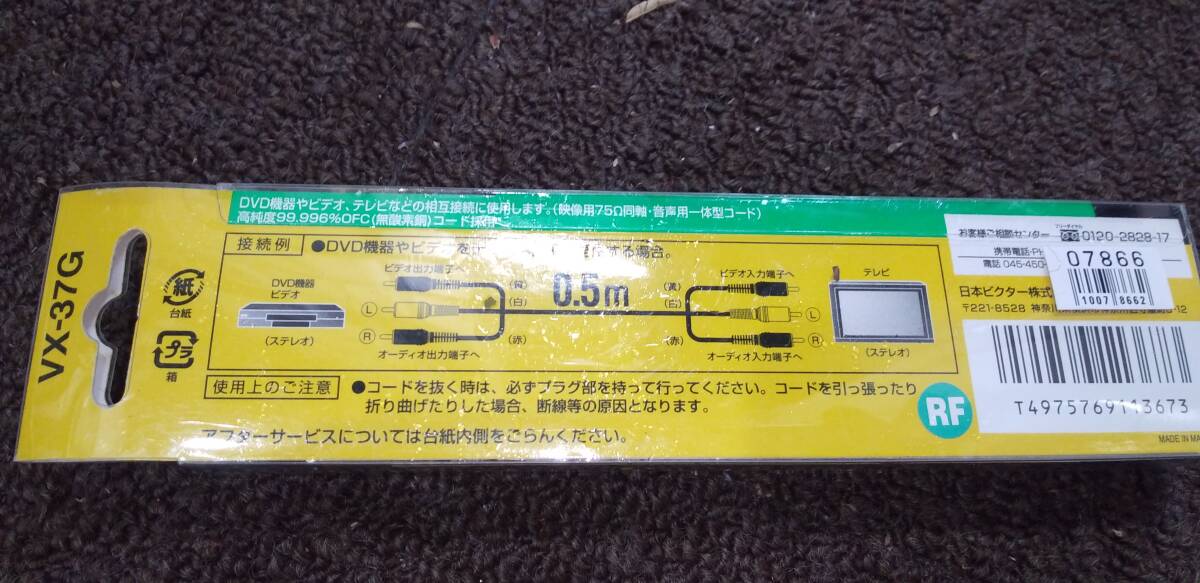 VX-37G
紙
台紙
プラ
箱
DVD機器やビデオ、テレビなどの相互接続に使用します。(映像用75Ω同軸・音声用一体型コード)
高純度99.996%OFC(無酸素銅)コード採用
接続例
●DVD機器やビデオを
する場合。
DVD機器
ビデオ
(ステレオ)
ビデオ出力端子へ
(黄)
L
(白)
R
(赤)
オーディオ出力端子へ
0.5m
ビデオ入力端子へ
(黄)
(白)
L
(赤)
R
オーディオ入力端子へ
テレビ
(ステレオ)
使用上のご注意
●コードを抜く時は、必ずプラグ部を持って行ってください。コードを引っ張ったり
折り曲げたりした場合、断線等の原因となります。
アフターサービスについては台紙内側をごらんください。
RF
お客様ご相談センター
フリーダイヤル
0120-2828-17
携帯電話・PH
電話 045-450-
日本ビクター株式
〒221-8528 神奈川
07866
1007 8662
T4975769113673
MADE IN MA